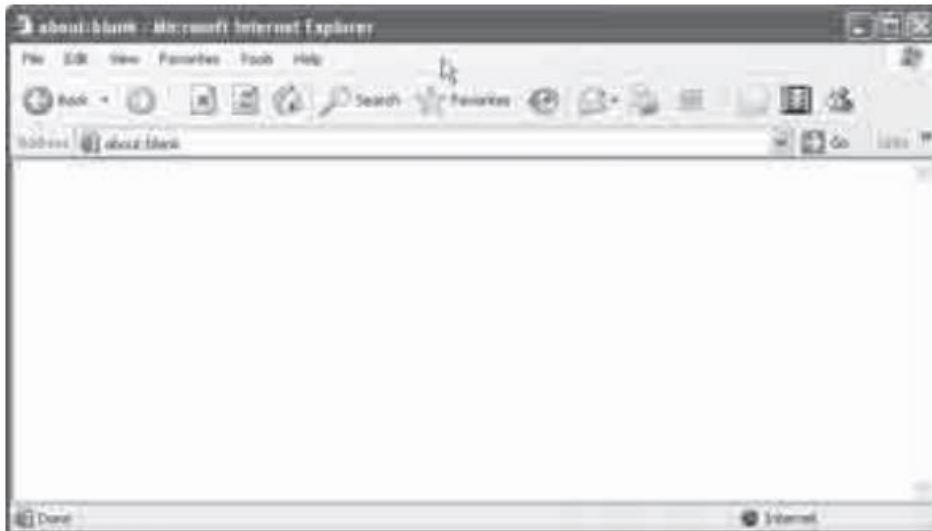 about:blank - Microsoft Internet Explorer
File Edit View Favorites Tools Help
Back Search Favorites
Address about:blank Go Links »
Done Internet